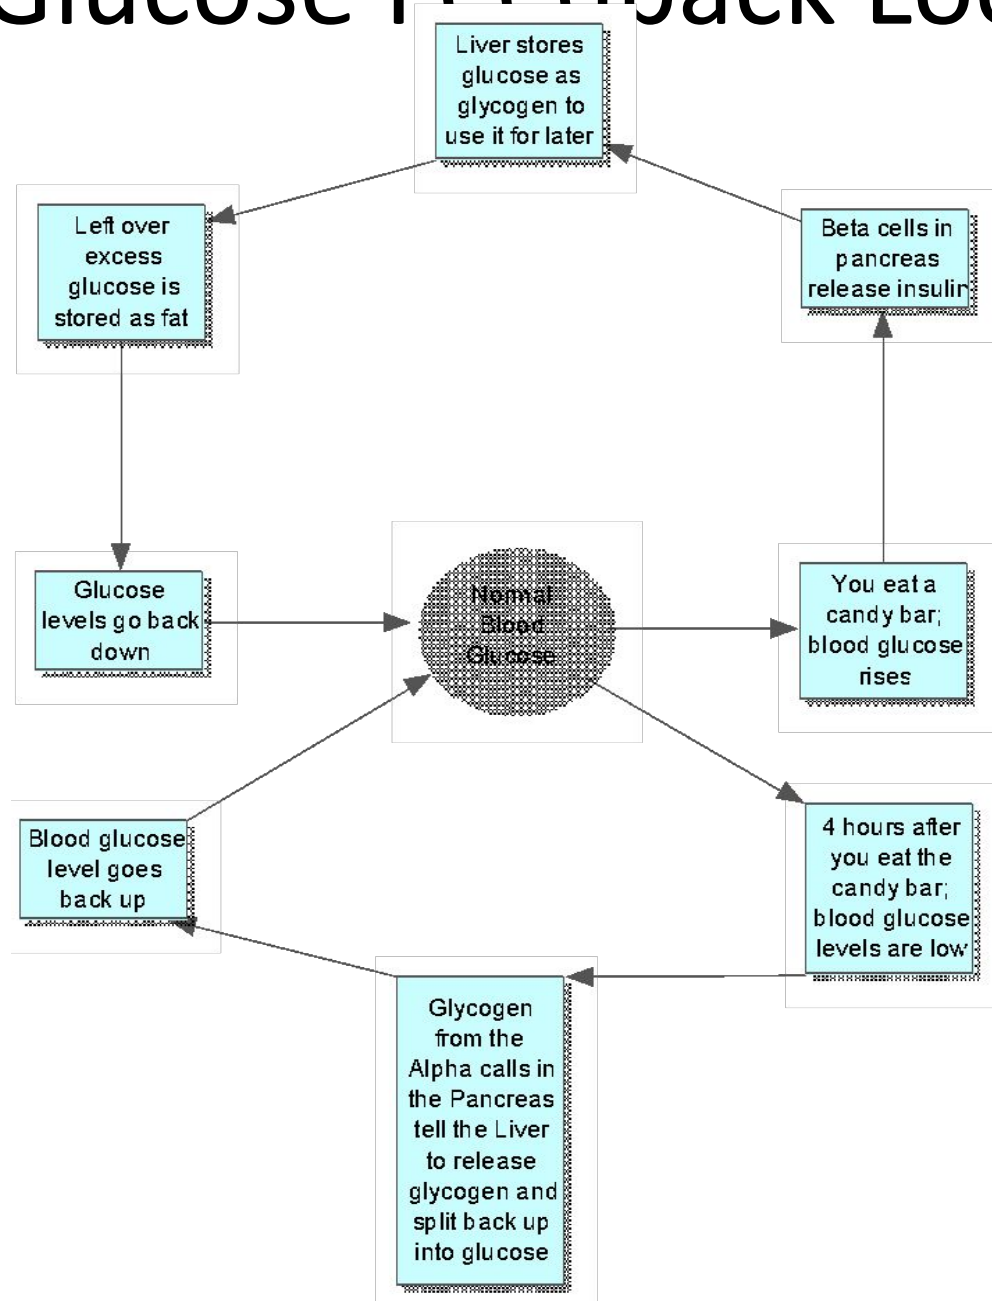 Glucose Feedback Loo
Liver stores
glucose as
glycogen to
use it for later
Left over
excess
glucose is
stored as fat
Beta cells in
pancreas
release insulin
Glucose
levels go back
down
Normal
Blood
Glucose
You eat a
candy bar;
blood glucose
rises
Blood glucose
level goes
back up
4 hours after
you eat the
candy bar;
blood glucose
levels are low
Glycogen
from the
Alpha calls in
the Pancreas
tell the Liver
to release
glycogen and
split back up
into glucose